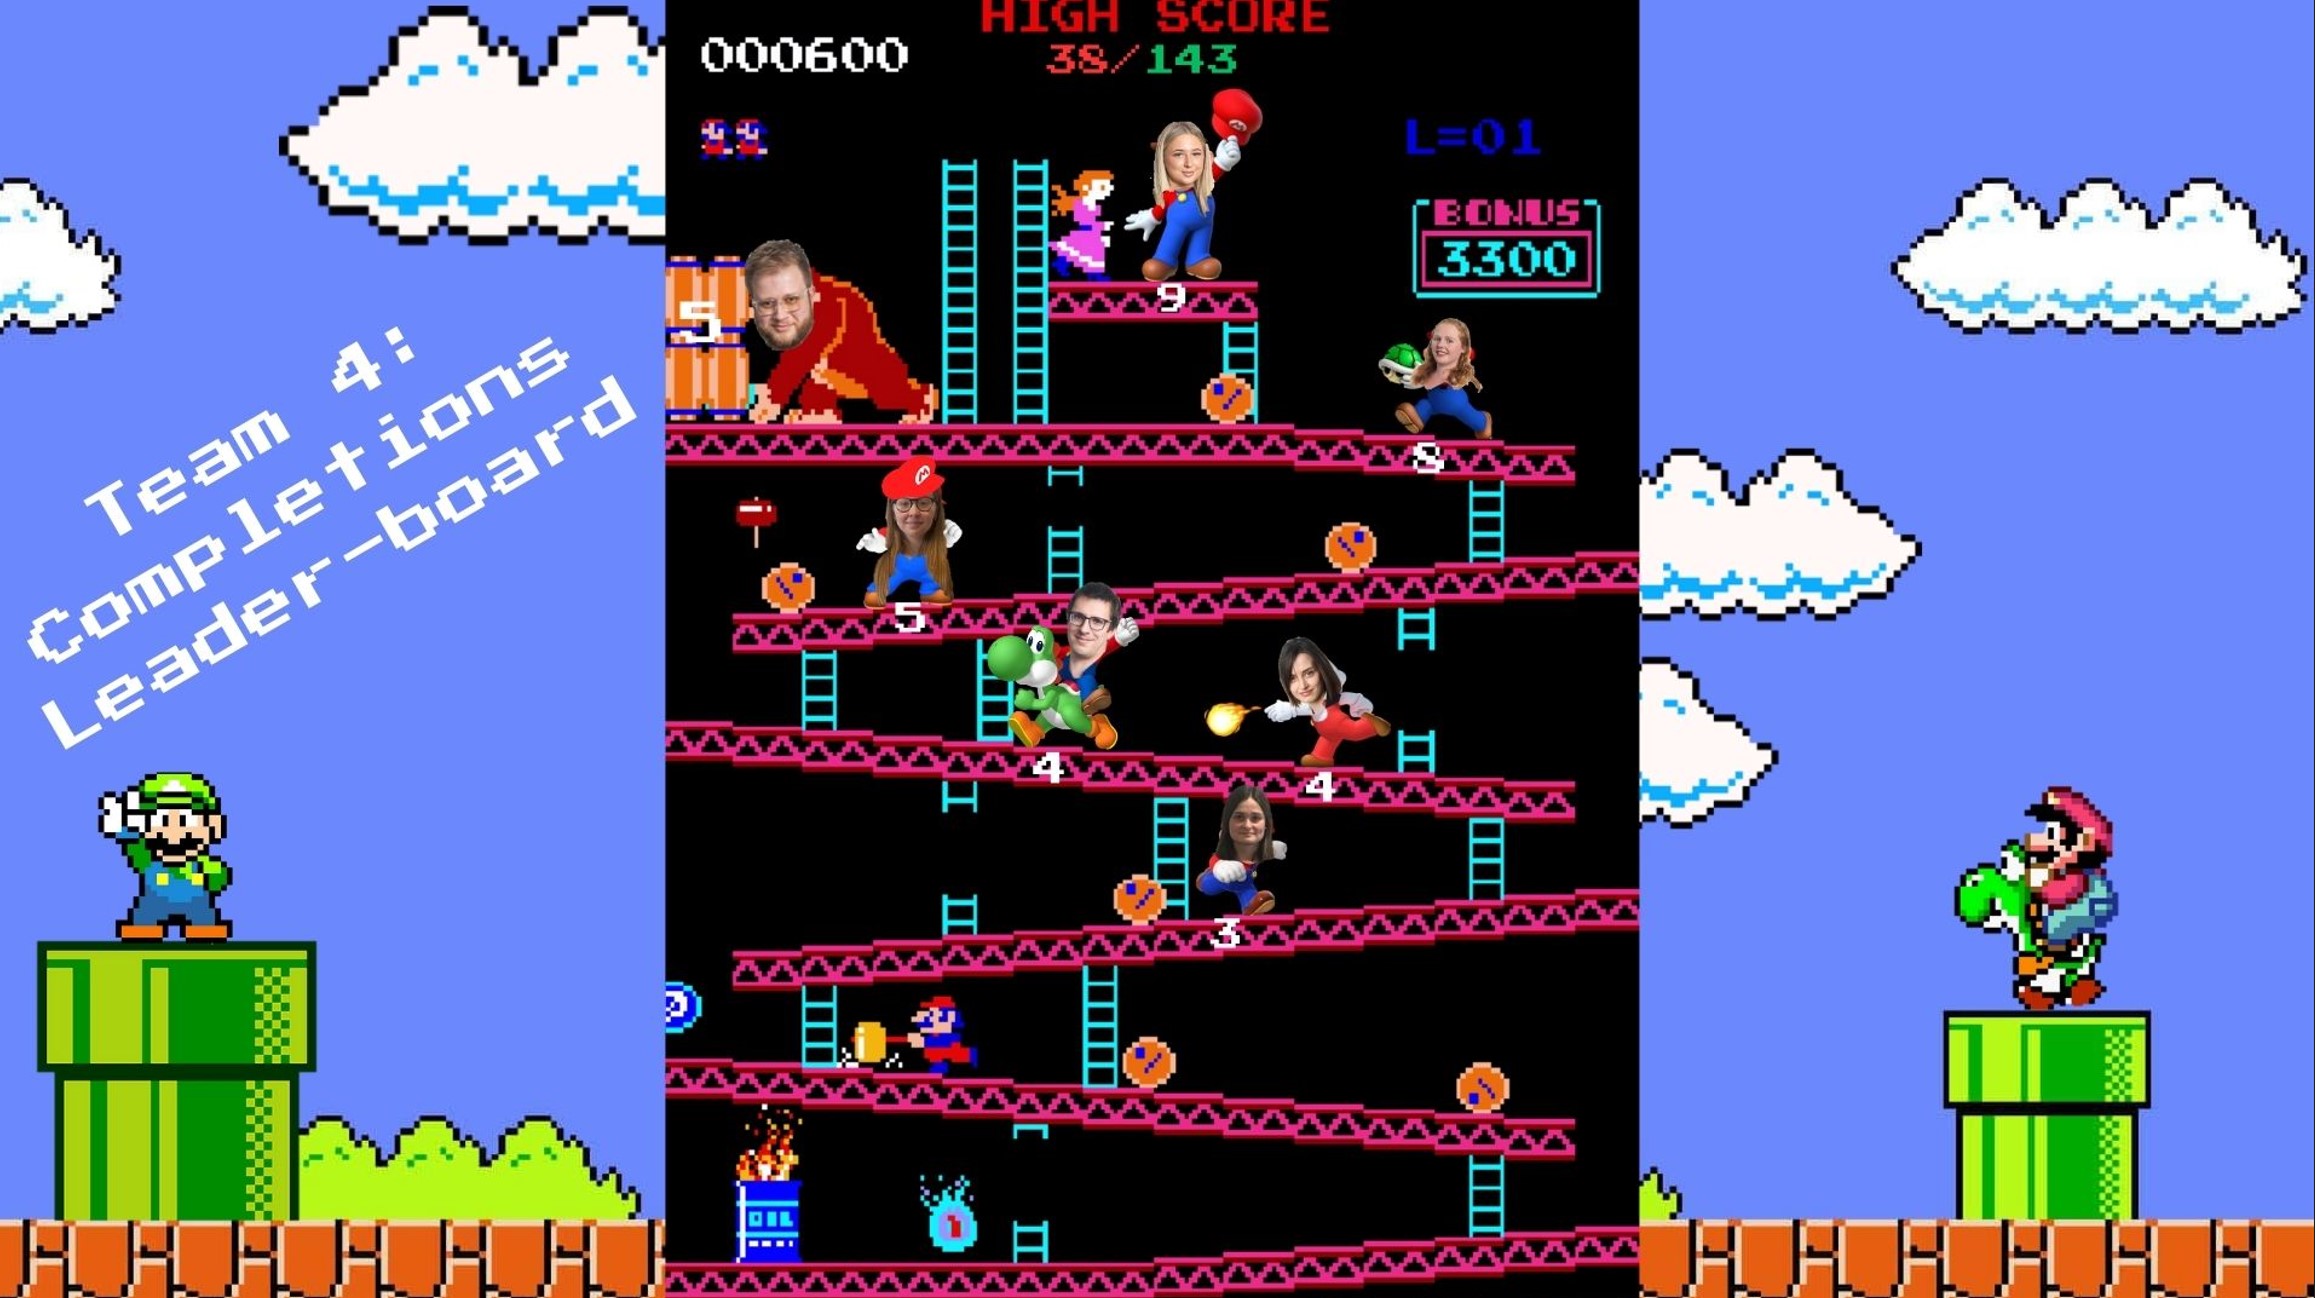 HIGH SCORE
000600
38/143
L=01
BONUS
3300
9
5
8
Team 4:
Completions
Leader-board
5
4
4
3
OIL